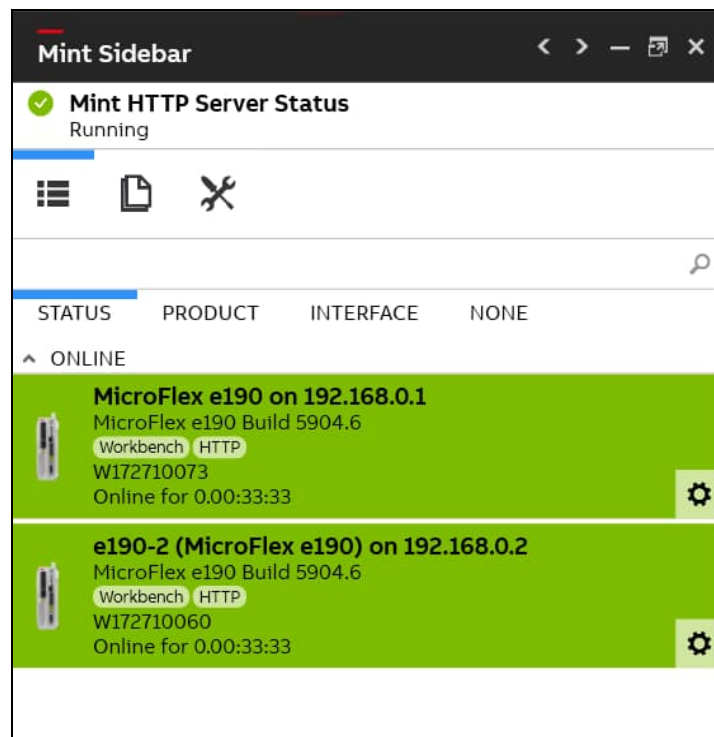 Mint Sidebar
Mint HTTP Server Status
Running
STATUS PRODUCT INTERFACE NONE
ONLINE
MicroFlex e190 on 192.168.0.1
MicroFlex e190 Build 5904.6
Workbench HTTP
W172710073
Online for 0.00:33:33
e190-2 (MicroFlex e190) on 192.168.0.2
MicroFlex e190 Build 5904.6
Workbench HTTP
W172710060
Online for 0.00:33:33